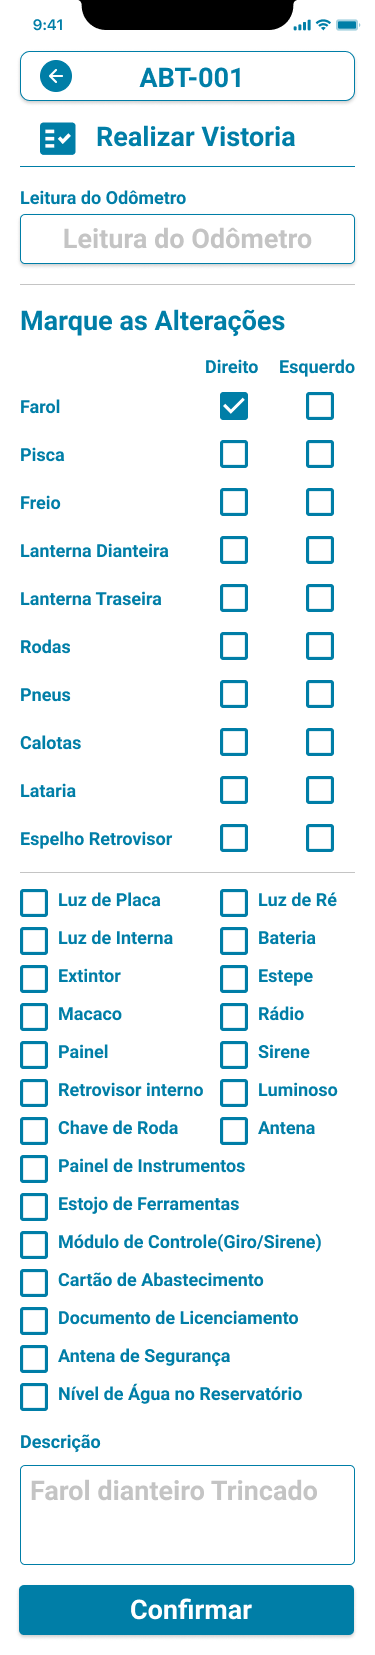 9:41
ABT-001
Realizar Vistoria
Leitura do Odômetro
Leitura do Odômetro
Marque as Alterações
Direito Esquerdo
Farol
Pisca
Freio
Lanterna Dianteira
Lanterna Traseira
Rodas
Pneus
Calotas
Lataria
Espelho Retrovisor
Luz de Placa Luz de Ré
Luz de Interna Bateria
Extintor Estepe
Macaco Rádio
Painel Sirene
Retrovisor interno Luminoso
Chave de Roda Antena
Painel de Instrumentos
Estojo de Ferramentas
Módulo de Controle(Giro/Sirene)
Cartão de Abastecimento
Documento de Licenciamento
Antena de Segurança
Nível de Água no Reservatório
Descrição
Farol dianteiro Trincado
Confirmar